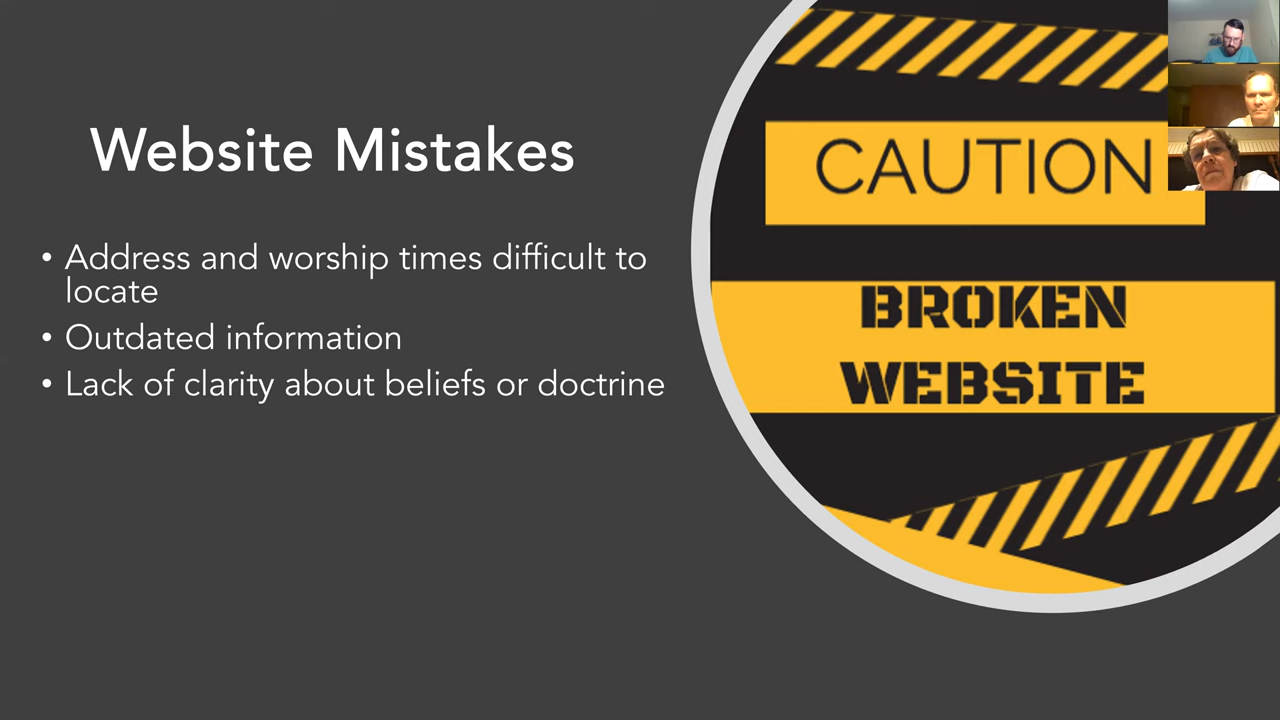 Website Mistakes
• Address and worship times difficult to
locate
• Outdated information
• Lack of clarity about beliefs or doctrine
CAUTION
BROKEN
WEBSITE